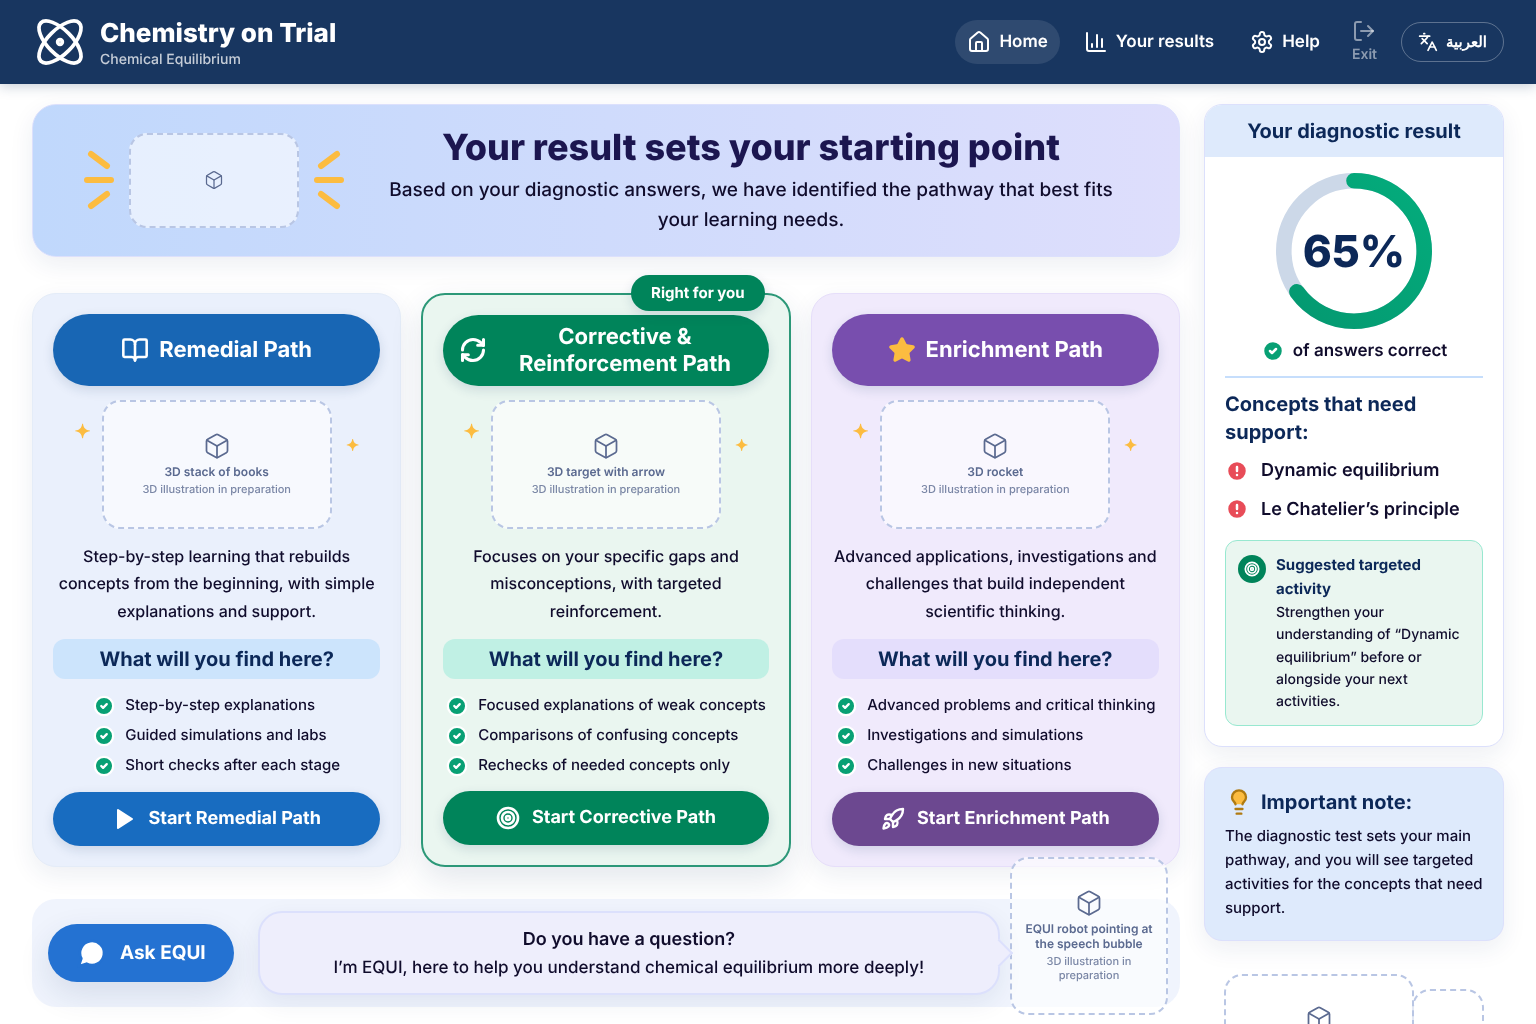 Chemistry on Trial
Chemical Equilibrium
Home
Your results
Help
Exit
العربية
Your result sets your starting point
Based on your diagnostic answers, we have identified the pathway that best fits
your learning needs.
Remedial Path
3D stack of books
3D illustration in preparation
Step-by-step learning that rebuilds
concepts from the beginning, with simple
explanations and support.
What will you find here?
Step-by-step explanations
Guided simulations and labs
Short checks after each stage
Start Remedial Path
Right for you
Corrective &
Reinforcement Path
3D target with arrow
3D illustration in preparation
Focuses on your specific gaps and
misconceptions, with targeted
reinforcement.
What will you find here?
Focused explanations of weak concepts
Comparisons of confusing concepts
Rechecks of needed concepts only
Start Corrective Path
Enrichment Path
3D rocket
3D illustration in preparation
Advanced applications, investigations and
challenges that build independent
scientific thinking.
What will you find here?
Advanced problems and critical thinking
Investigations and simulations
Challenges in new situations
Start Enrichment Path
Ask EQUI
Do you have a question?
I’m EQUI, here to help you understand chemical equilibrium more deeply!
EQUI robot pointing at
the speech bubble
3D illustration in
preparation
Your diagnostic result
65%
of answers correct
Concepts that need
support:
Dynamic equilibrium
Le Chatelier’s principle
Suggested targeted
activity
Strengthen your
understanding of “Dynamic
equilibrium” before or
alongside your next
activities.
Important note:
The diagnostic test sets your main
pathway, and you will see targeted
activities for the concepts that need
support.